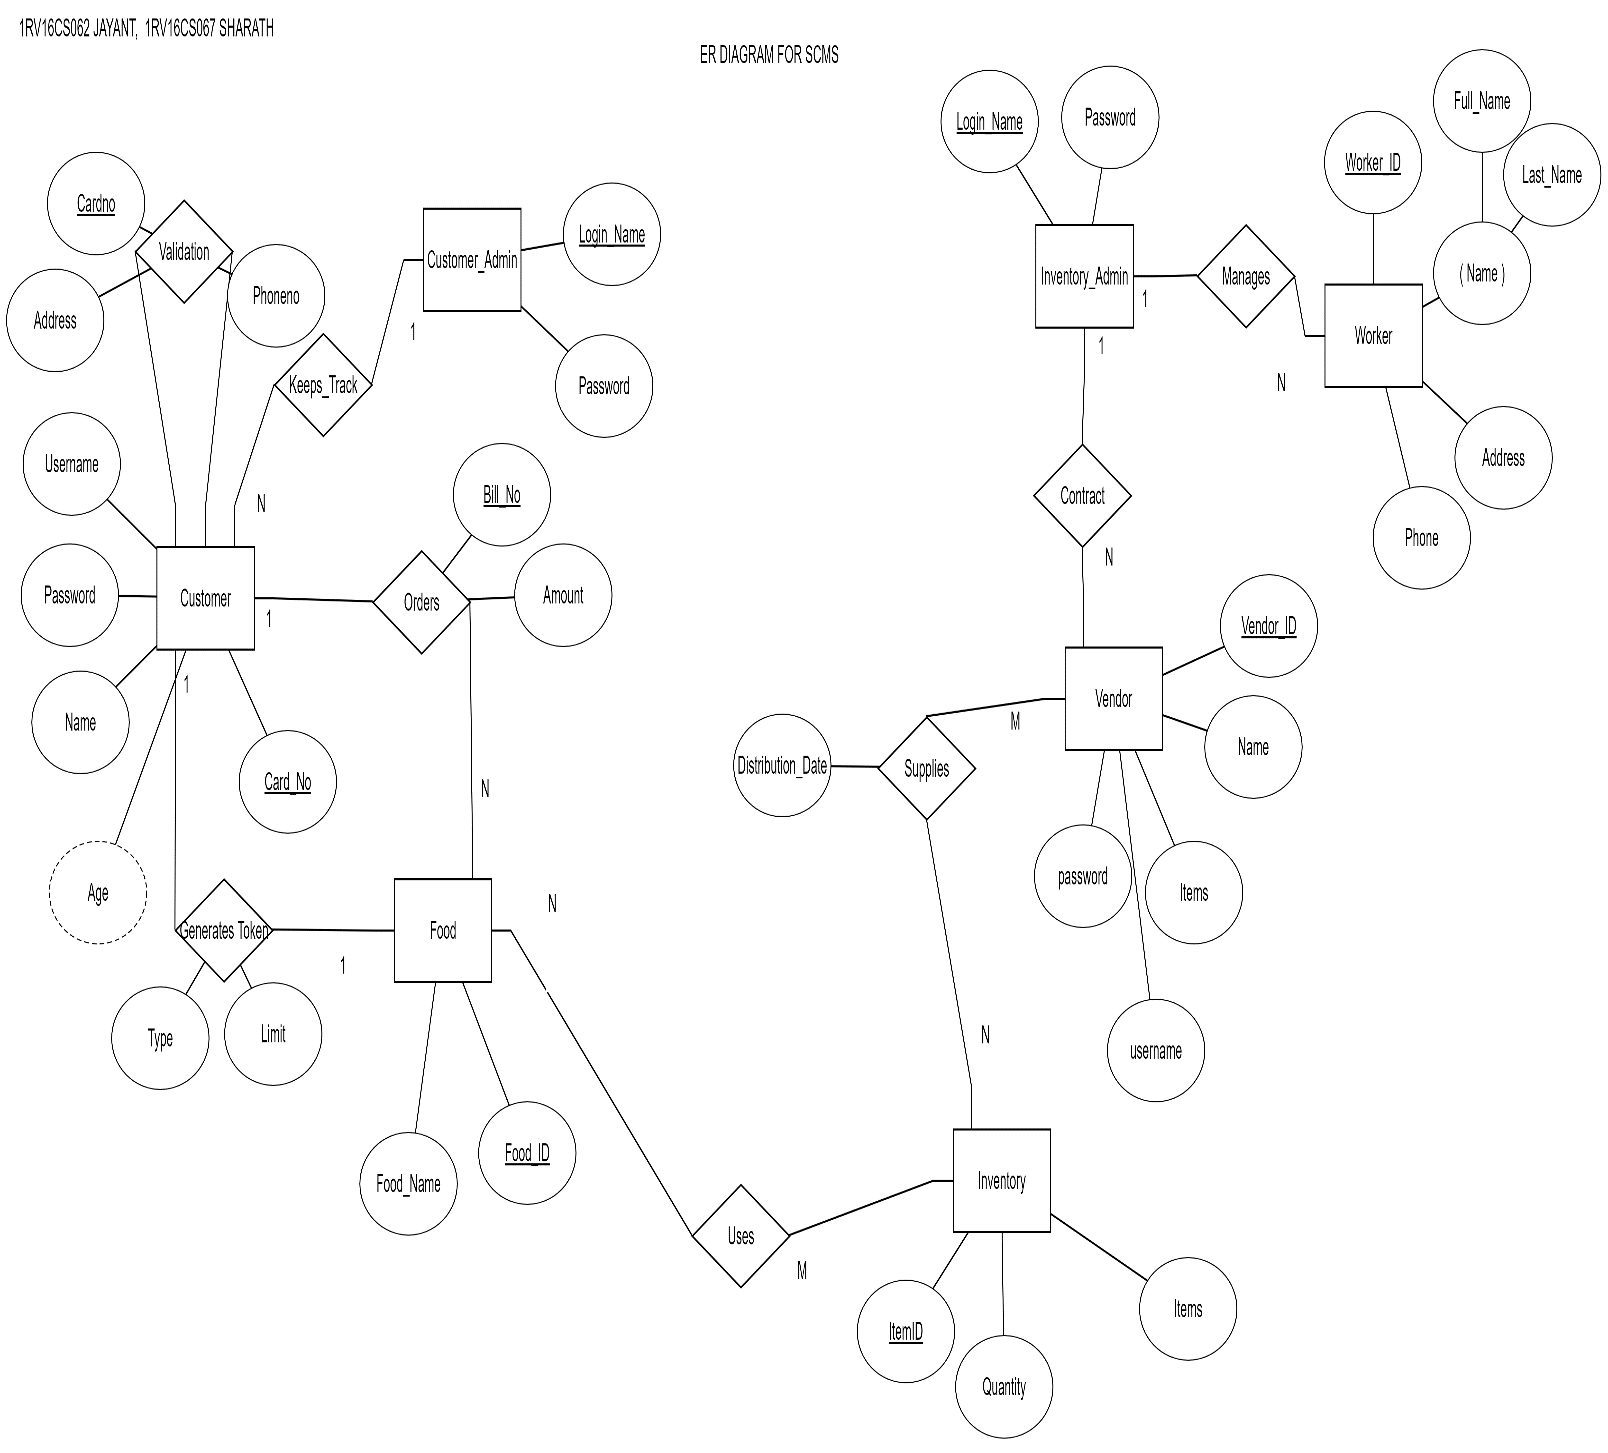 1RV16CS062 JAYANT,  1RV16CS067 SHARATH
ER DIAGRAM FOR SCMS
Full_Name
Login_Name
Password
Worker_ID
Last_Name
Cardno
Validation
Customer_Admin
Login_Name
Inventory_Admin
Manages
( Name )
Address
Phoneno
1
1
1
Worker
Keeps_Track
Password
N
Username
Address
Bill_No
Contract
N
Phone
N
Password
Customer
Orders
Amount
1
Vendor_ID
1
Vendor
Name
M
Name
Card_No
Distribution_Date
Supplies
N
password
Items
Age
N
Generates Token
Food
1
Type
Limit
N
username
Food_Name
Food_ID
Inventory
Uses
M
Items
ItemID
Quantity